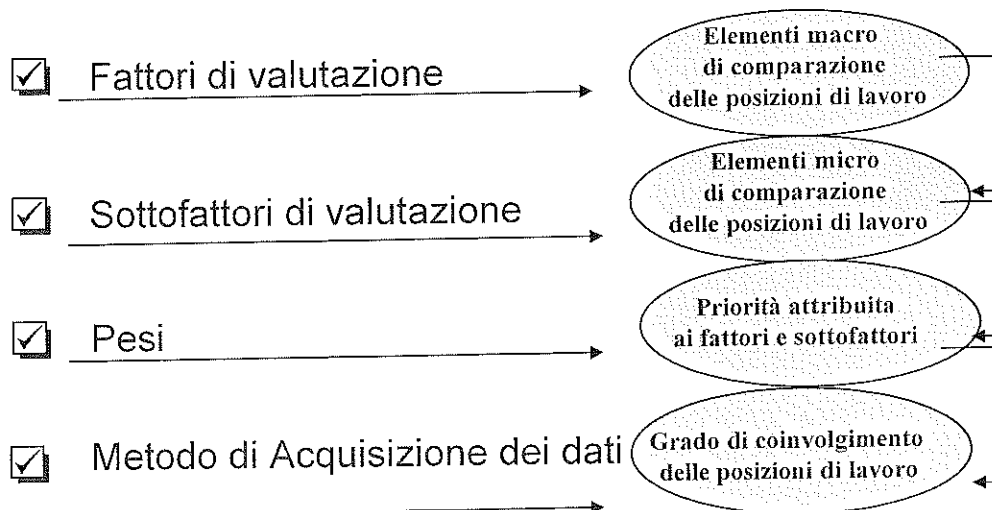 Fattori di valutazione
Elementi macro
di comparazione
delle posizioni di lavoro
Sottofattori di valutazione
Elementi micro
di comparazione
delle posizioni di lavoro
Pesi
Priorità attribuita
ai fattori e sottofattori
Metodo di Acquisizione dei dati
Grado di coinvolgimento
delle posizioni di lavoro